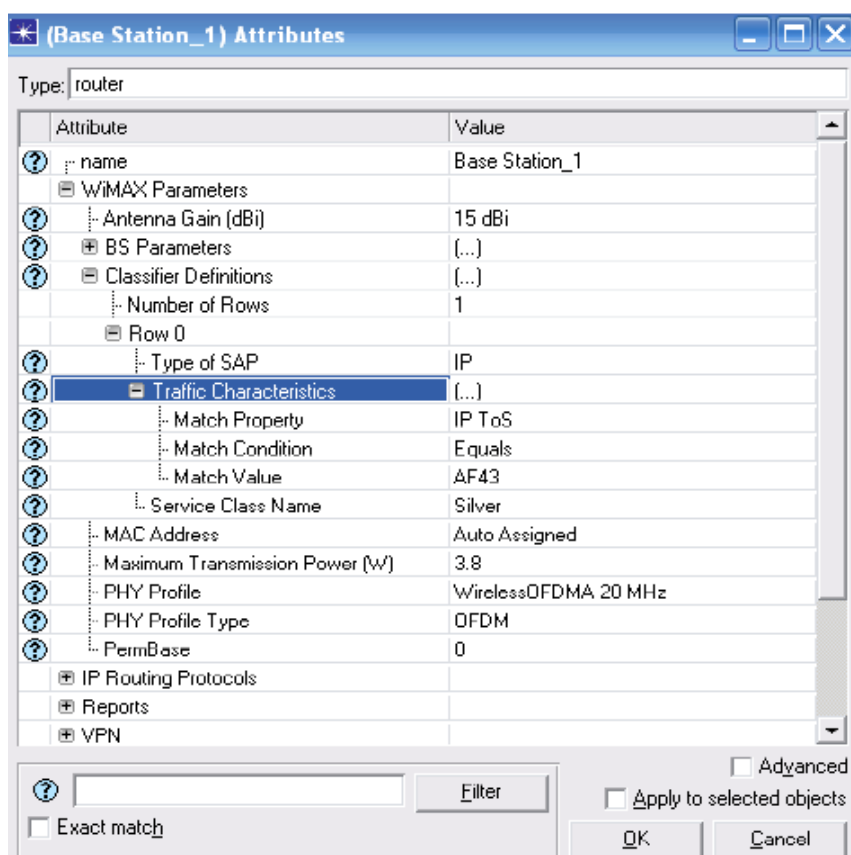 (Base Station_1) Attributes
Type: router
Attribute Value
name Base Station_1
WiMAX Parameters
Antenna Gain (dBi) 15 dBi
BS Parameters (...)
Classifier Definitions (...)
Number of Rows 1
Row 0
Type of SAP IP
Traffic Characteristics (...)
Match Property IP ToS
Match Condition Equals
Match Value AF43
Service Class Name Silver
MAC Address Auto Assigned
Maximum Transmission Power (W) 3.8
PHY Profile WirelessOFDMA 20 MHz
PHY Profile Type OFDM
PermBase 0
IP Routing Protocols
Reports
VPN
Advanced
Filter
Apply to selected objects
Exact match
OK Cancel